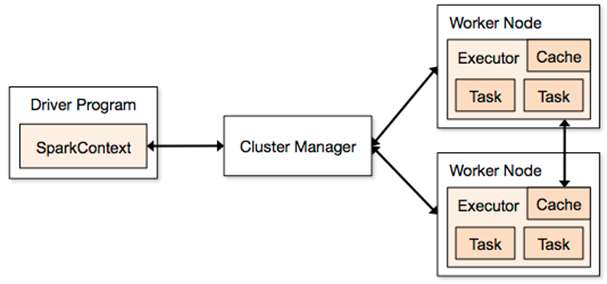 Driver Program
SparkContext
Cluster Manager
Worker Node
Executor
Cache
Task
Task
Worker Node
Executor
Cache
Task
Task